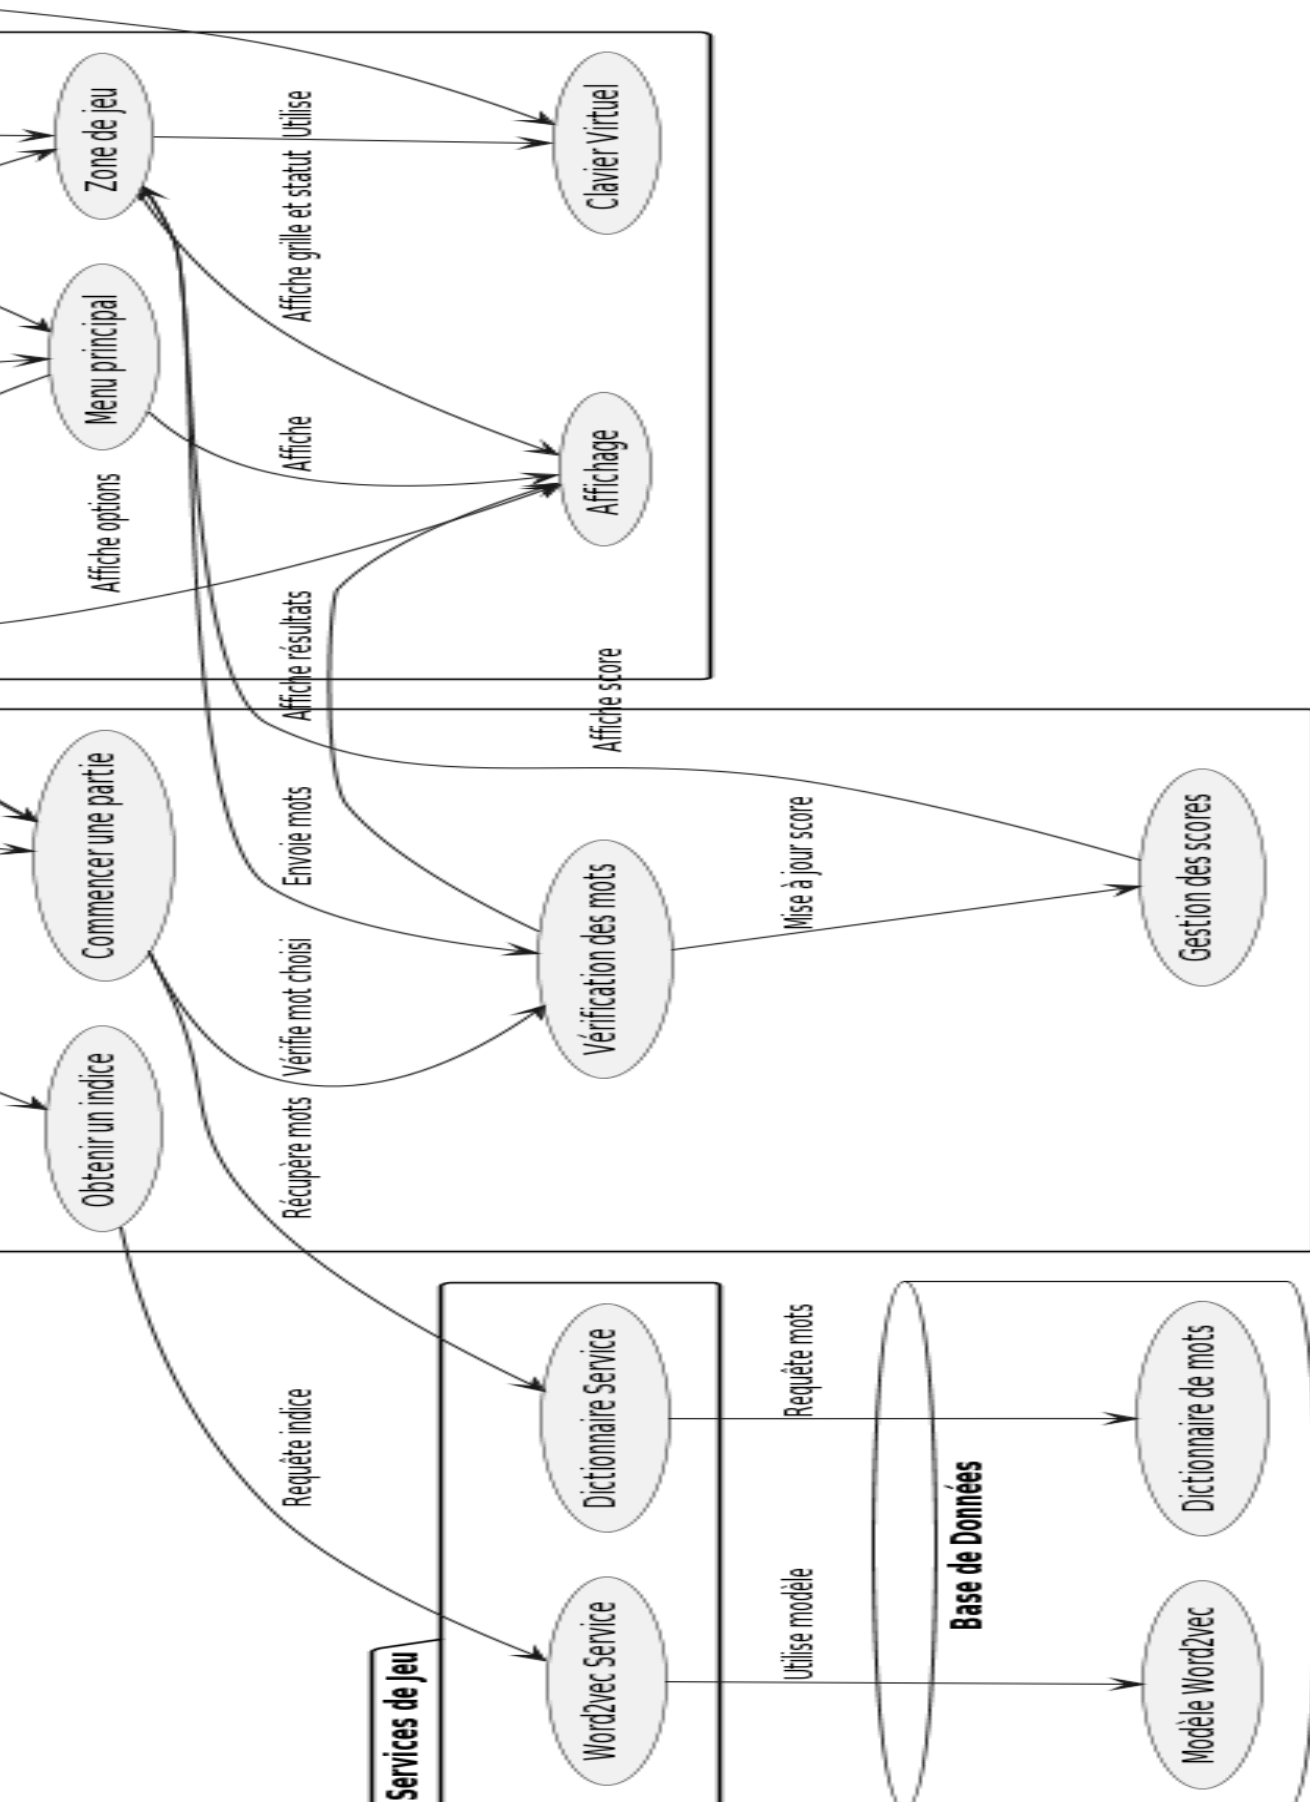 Modèle Word2vec
Dictionnaire de mots
Gestion des scores
Base de Données
Utilise modèle
Requête mots
Mise à jour score
Word2vec Service
Dictionnaire Service
Vérification des mots
Affiche score
Affichage
Clavier Virtuel
Services de Jeu
Requête indice
Récupère mots
Vérifie mot choisi
Envoie mots
Affiche résultats
Affiche
Affiche grille et statut
Utilise
Obtenir un indice
Commencer une partie
Affiche options
Menu principal
Zone de jeu